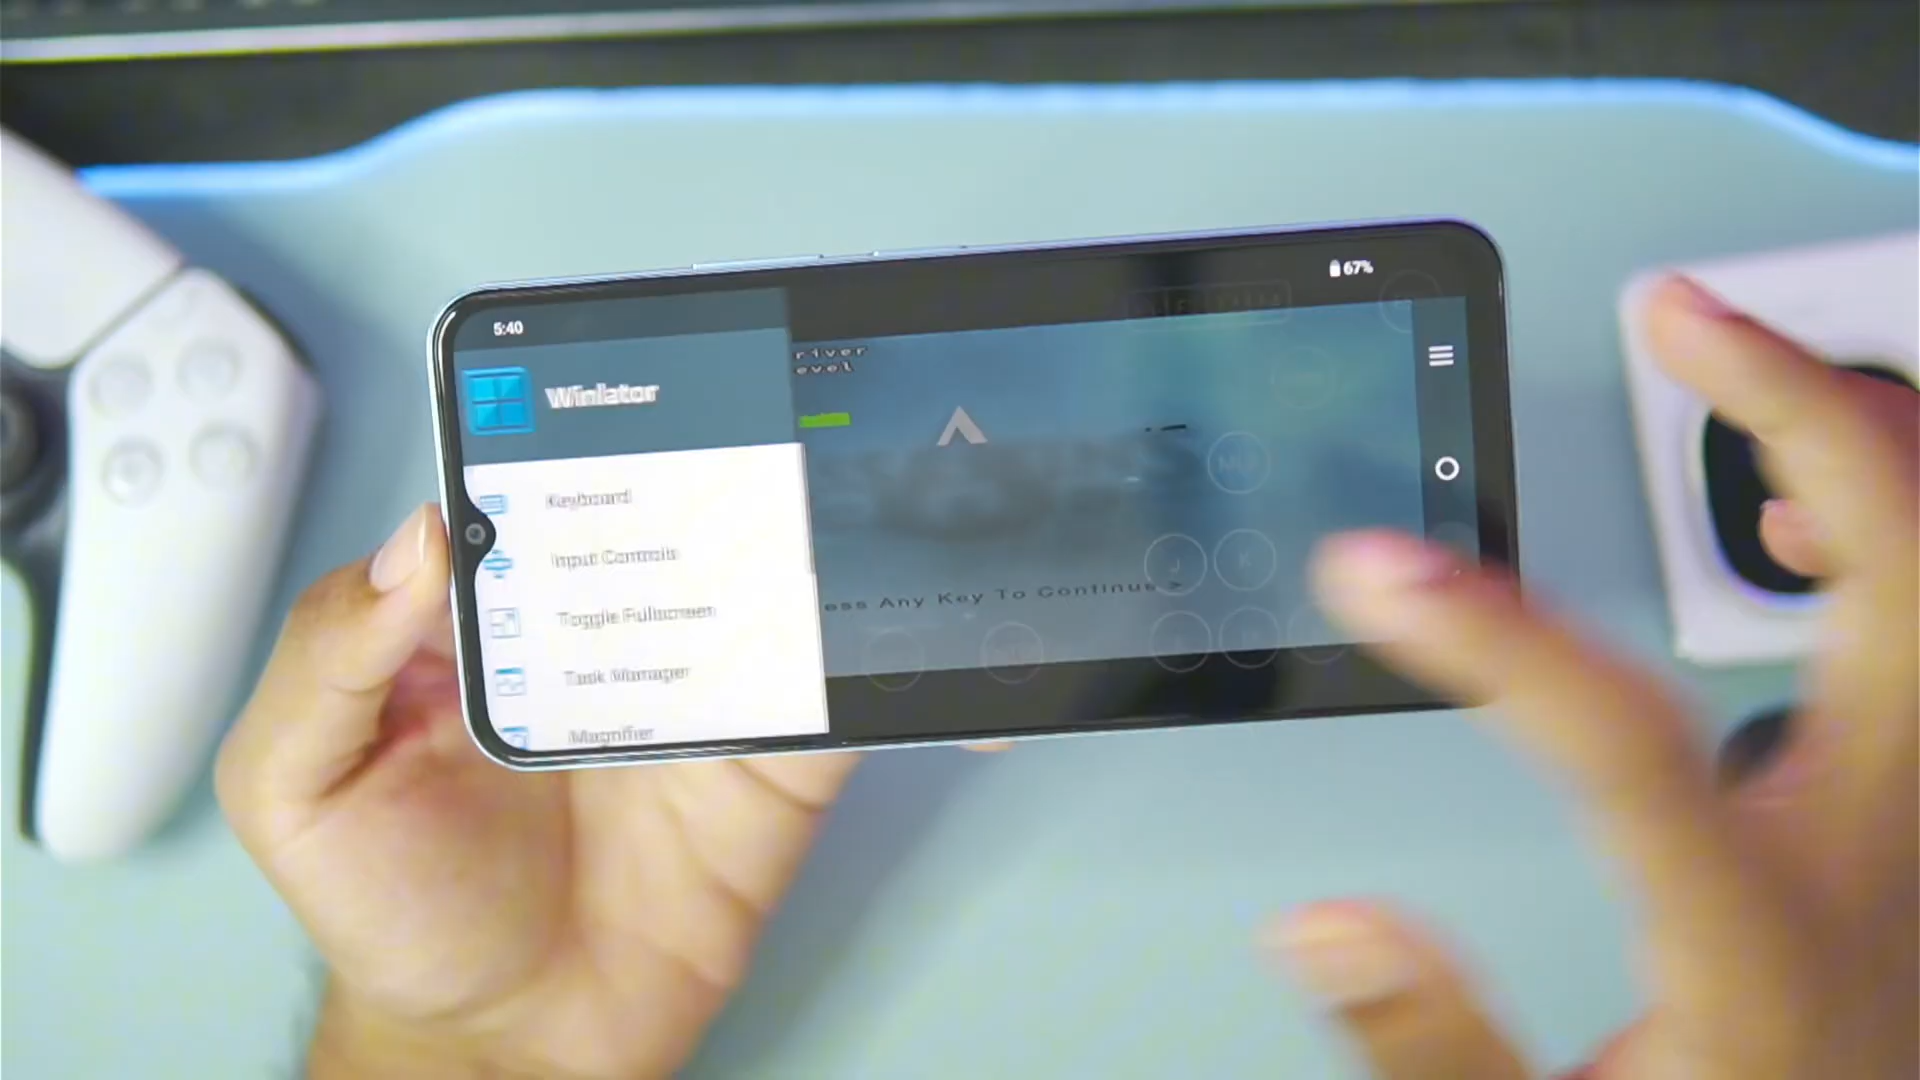 5:40
67%
Winlator
Keyboard
Input Controls
Toggle Fullscreen
Task Manager
Magnifier
river
evel
ess Any Key To Continue >
J
K